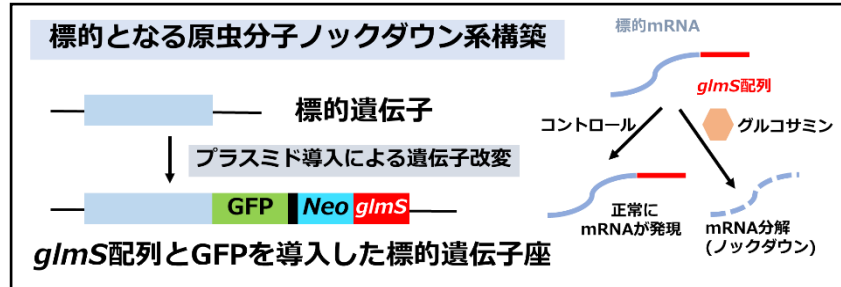 標的となる原虫分子ノックダウン系構築
標的遺伝子
プラスミド導入による遺伝子改変
GFP Neo glmS
glmS配列とGFPを導入した標的遺伝子座
標的mRNA
glmS配列
コントロール
グルコサミン
正常に
mRNAが発現
mRNA分解
(ノックダウン)